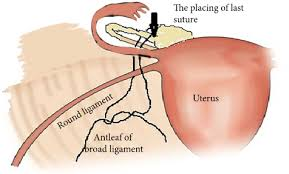 The placing of last
suture
Round ligament
Uterus
Antleaf of
broad ligament